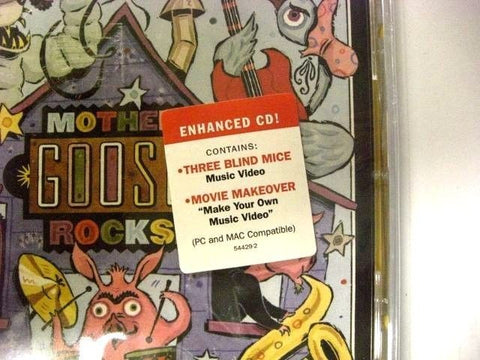 MOTHE
GOOS
ROCKS
ENHANCED CD!
CONTAINS:
•THREE BLIND MICE
Music Video
•MOVIE MAKEOVER
“Make Your Own
Music Video”
(PC and MAC Compatible)
54429/2